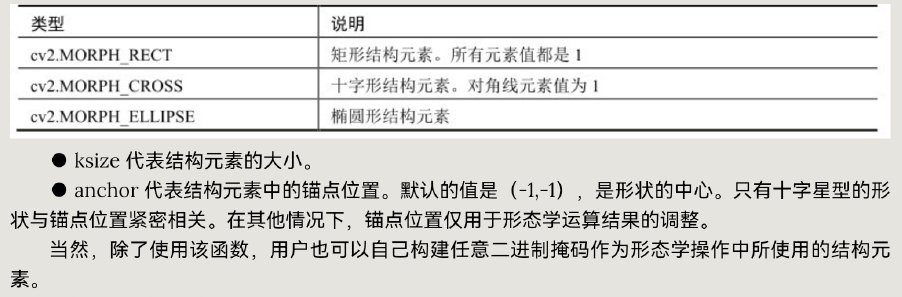 类型 说明
cv2.MORPH_RECT 矩形结构元素。所有元素值都是 1
cv2.MORPH_CROSS 十字形结构元素。对角线元素值为 1
cv2.MORPH_ELLIPSE 椭圆形结构元素
● ksize 代表结构元素的大小。
● anchor 代表结构元素中的锚点位置。默认的值是（-1,-1），是形状的中心。只有十字星型的形
状与锚点位置紧密相关。在其他情况下，锚点位置仅用于形态学运算结果的调整。
当然，除了使用该函数，用户也可以自己构建任意二进制掩码作为形态学操作中所使用的结构元
素。